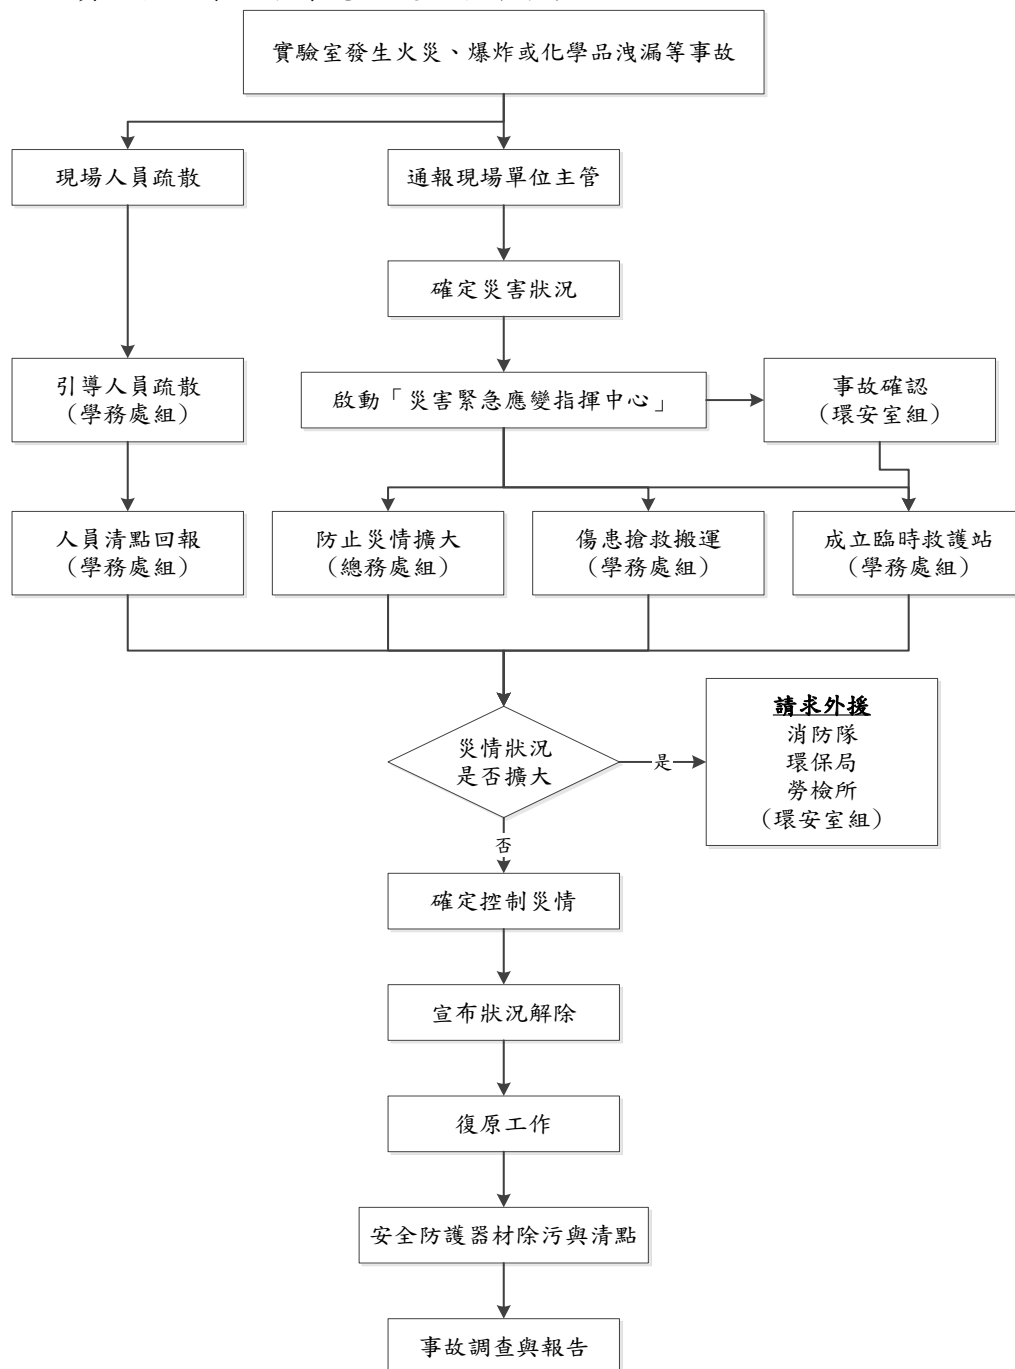 實驗室發生火災、爆炸或化學品洩漏等事故
現場人員疏散
通報現場單位主管
確定災害狀況
引導人員疏散
(學務處組)
啟動「災害緊急應變指揮中心」
事故確認
(環安室組)
人員清點回報
(學務處組)
防止災情擴大
(總務處組)
傷患搶救搬運
(學務處組)
成立臨時救護站
(學務處組)
災情狀況
是否擴大
是
請求外援
消防隊
環保局
勞檢所
(環安室組)
否
確定控制災情
宣布狀況解除
復原工作
安全防護器材除污與清點
事故調查與報告